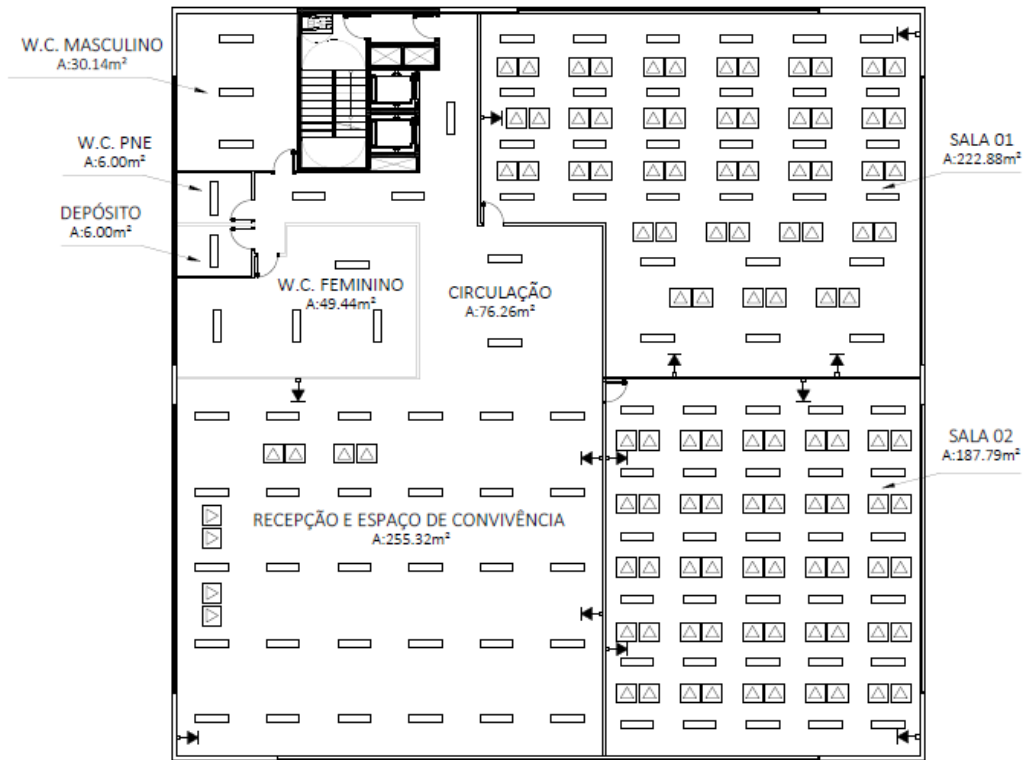 W.C. MASCULINO
A:30.14m²
W.C. PNE
A:6.00m²
DEPÓSITO
A:6.00m²
W.C. FEMININO
A:49.44m²
CIRCULAÇÃO
A:76.26m²
SALA 01
A:222.88m²
SALA 02
A:187.79m²
RECEPÇÃO E ESPAÇO DE CONVIVÊNCIA
A:255.32m²